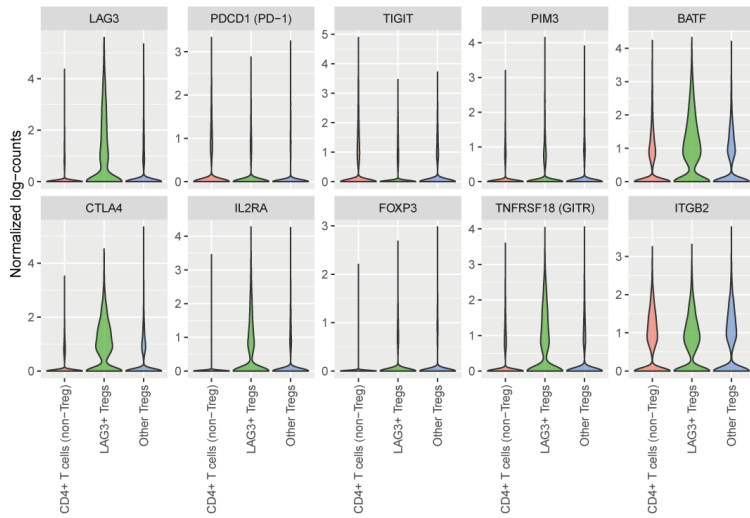 LAG3
PDCD1 (PD−1)
TIGIT
PIM3
BATF
Normalized log−counts
4
2
0
3
2
1
0
5
4
3
2
1
0
4
3
2
1
0
4
3
2
1
0
CTLA4
IL2RA
FOXP3
TNFRSF18 (GITR)
ITGB2
4
2
0
4
3
2
1
0
3
2
1
0
4
3
2
1
0
3
2
1
0
CD4+ T cells (non−Treg)
LAG3+ Tregs
Other Tregs
CD4+ T cells (non−Treg)
LAG3+ Tregs
Other Tregs
CD4+ T cells (non−Treg)
LAG3+ Tregs
Other Tregs
CD4+ T cells (non−Treg)
LAG3+ Tregs
Other Tregs
CD4+ T cells (non−Treg)
LAG3+ Tregs
Other Tregs